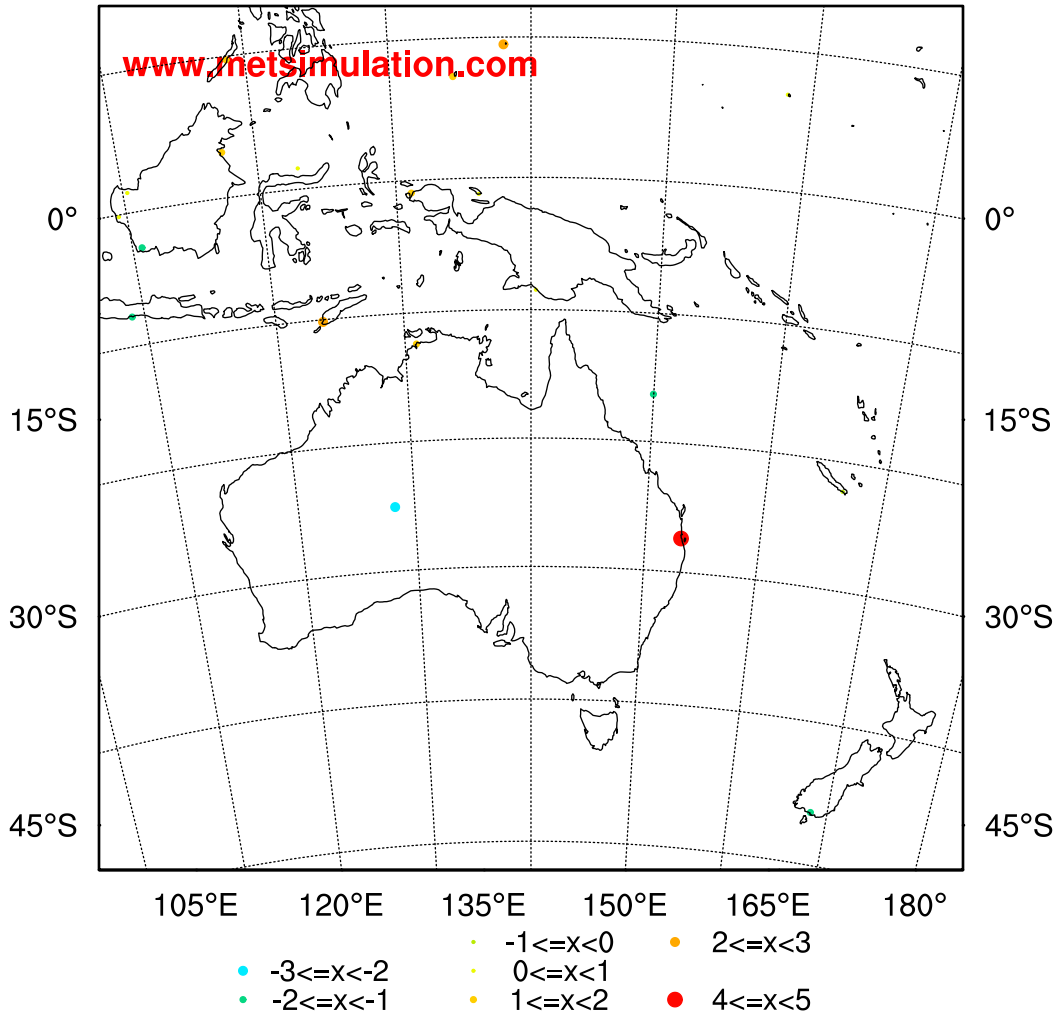 www.metsimulation.com
0° 0°
15°S 15°S
30°S 30°S
45°S 45°S
105°E 120°E 135°E 150°E 165°E 180°
-1<=x<0 2<=x<3
-3<=x<-2 0<=x<1
-2<=x<-1 1<=x<2 4<=x<5